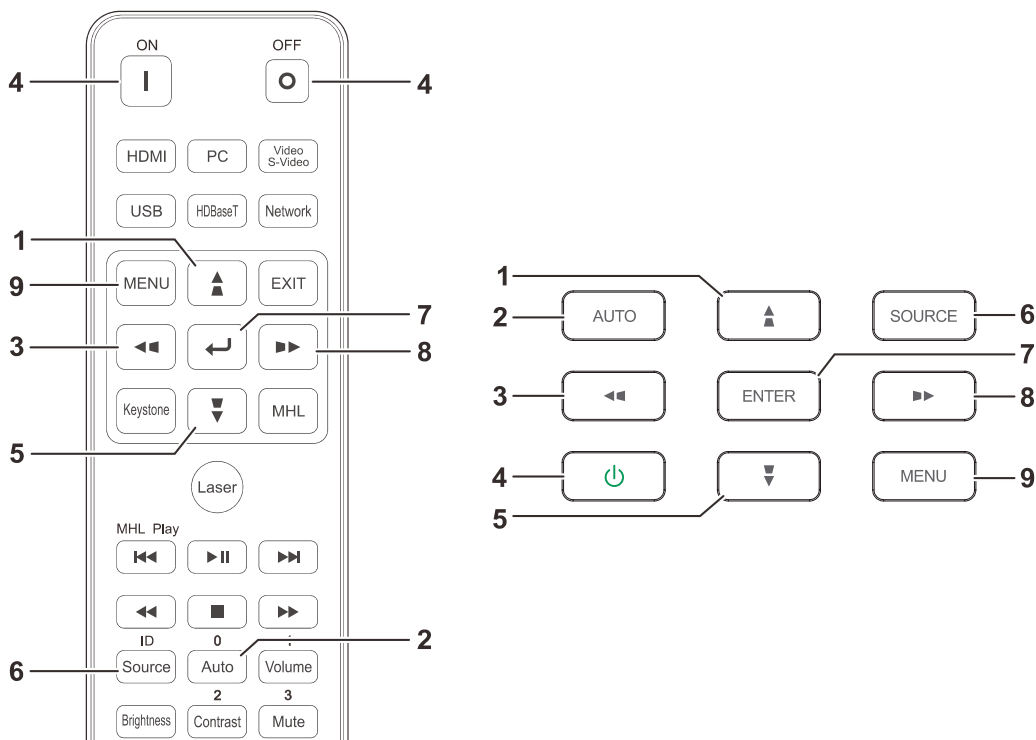 ON OFF
4 4
HDMI PC Video
S-Video
USB HDBaseT Network
1
9 MENU EXIT
7
3 8
Keystone MHL
5
Laser
MHL Play
ID 0
2
6 Source Auto Volume
2 3
Brightness Contrast Mute
1
2 AUTO SOURCE 6
7
3 ENTER 8
4 MENU 9
5